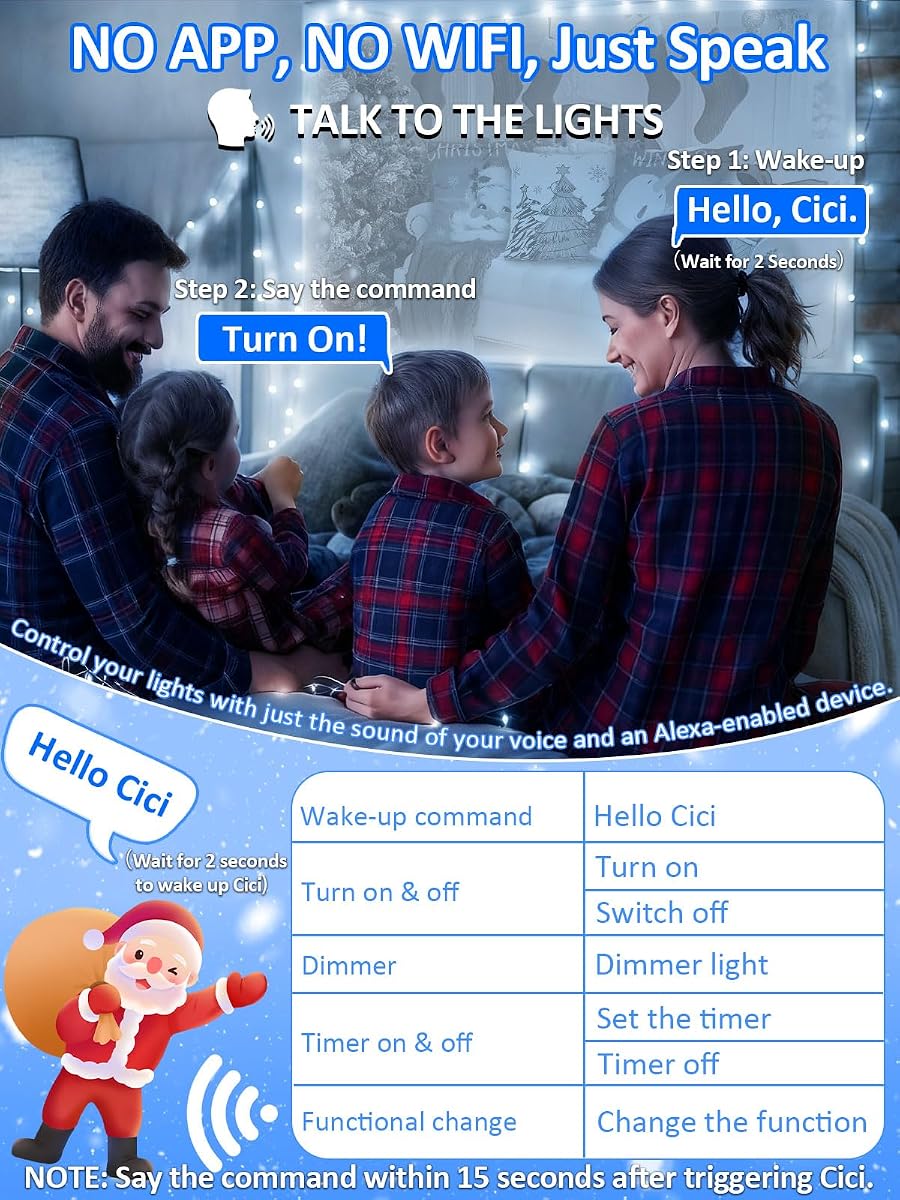 NO APP, NO WIFI, Just Speak
TALK TO THE LIGHTS
Step 1: Wake-up
Hello, Cici.
(Wait for 2 Seconds)
Step 2: Say the command
Turn On!
Control your lights with just the sound of your voice and an Alexa-enabled device.
Hello Cici
(Wait for 2 seconds
to wake up Cici)
Wake-up command
Hello Cici
Turn on & off
Turn on
Switch off
Dimmer
Dimmer light
Timer on & off
Set the timer
Timer off
Functional change
Change the function
NOTE: Say the command within 15 seconds after triggering Cici.